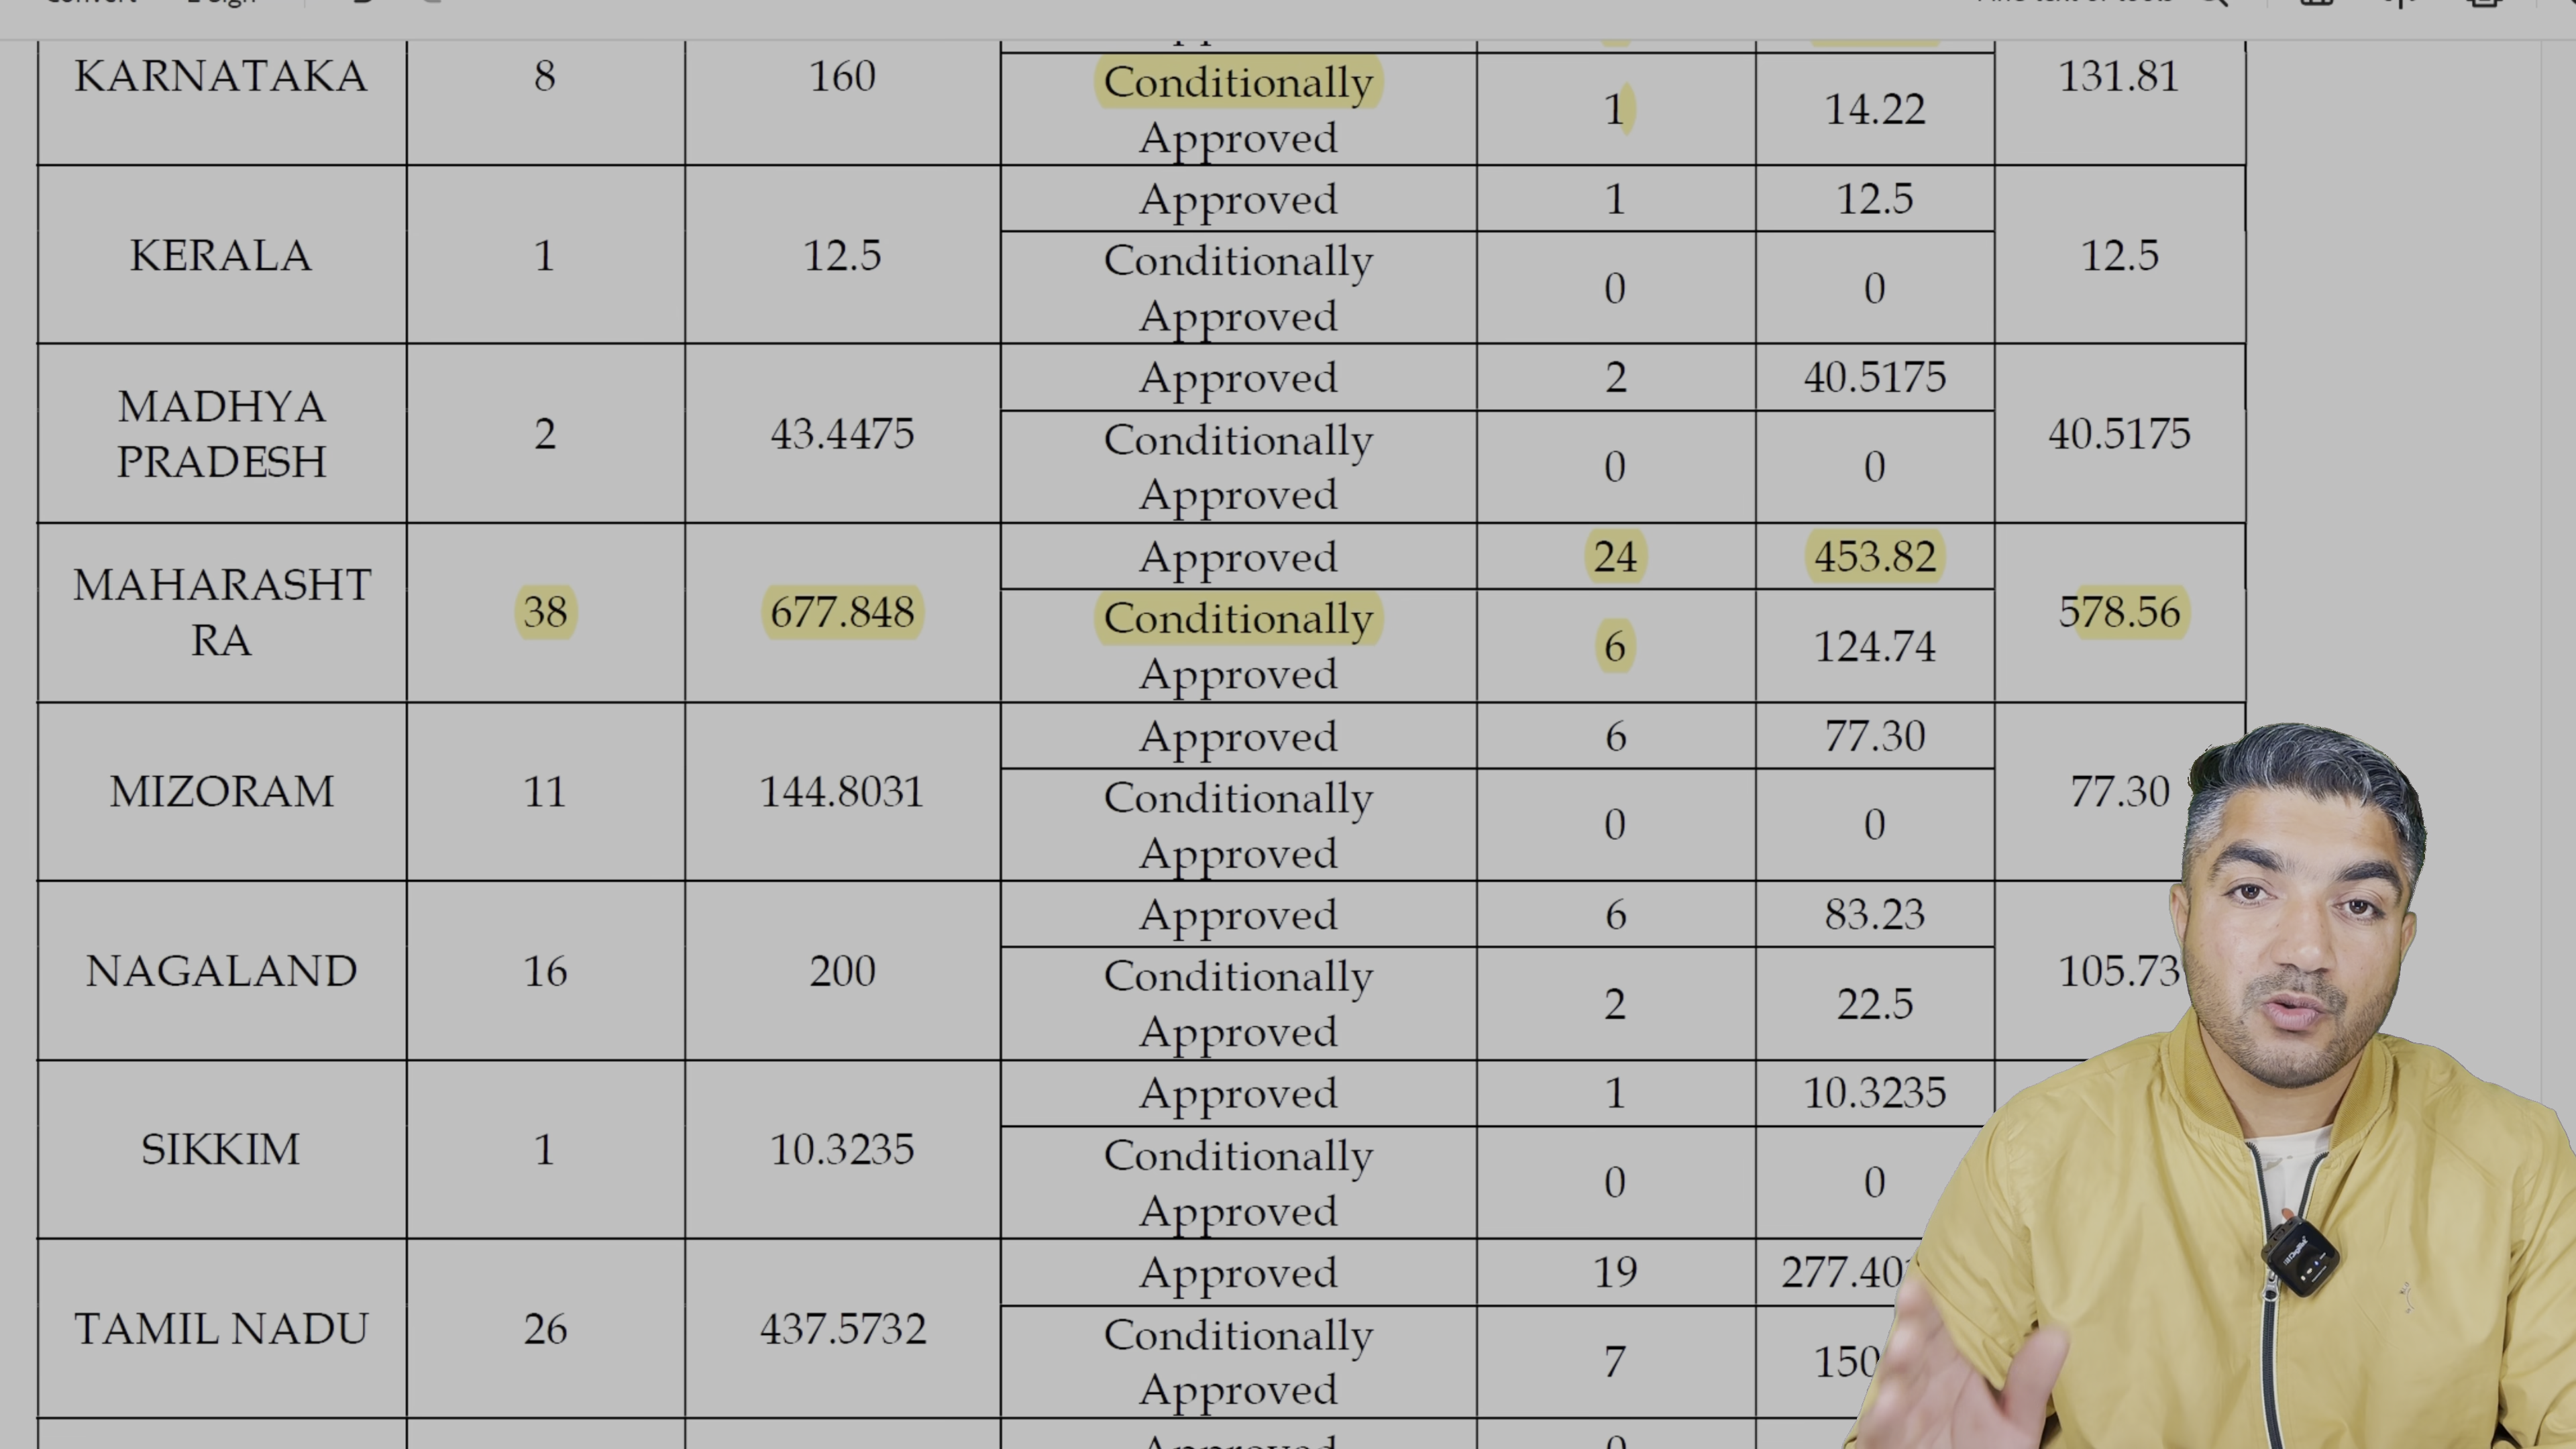 KARNATAKA 8 160 131.81
Conditionally
Approved 1 14.22
Approved 1 12.5
KERALA 1 12.5 12.5
Conditionally
Approved 0 0
Approved 2 40.5175
MADHYA
PRADESH 2 43.4475 40.5175
Conditionally
Approved 0 0
Approved 24 453.82
MAHARASHT
RA 38 677.848 578.56
Conditionally
Approved 6 124.74
Approved 6 77.30
MIZORAM 11 144.8031 77.30
Conditionally
Approved 0 0
Approved 6 83.23
NAGALAND 16 200 105.73
Conditionally
Approved 2 22.5
Approved 1 10.3235
SIKKIM 1 10.3235
Conditionally
Approved 0 0
Approved 19
TAMIL NADU 26 437.5732
Conditionally
Approved 7